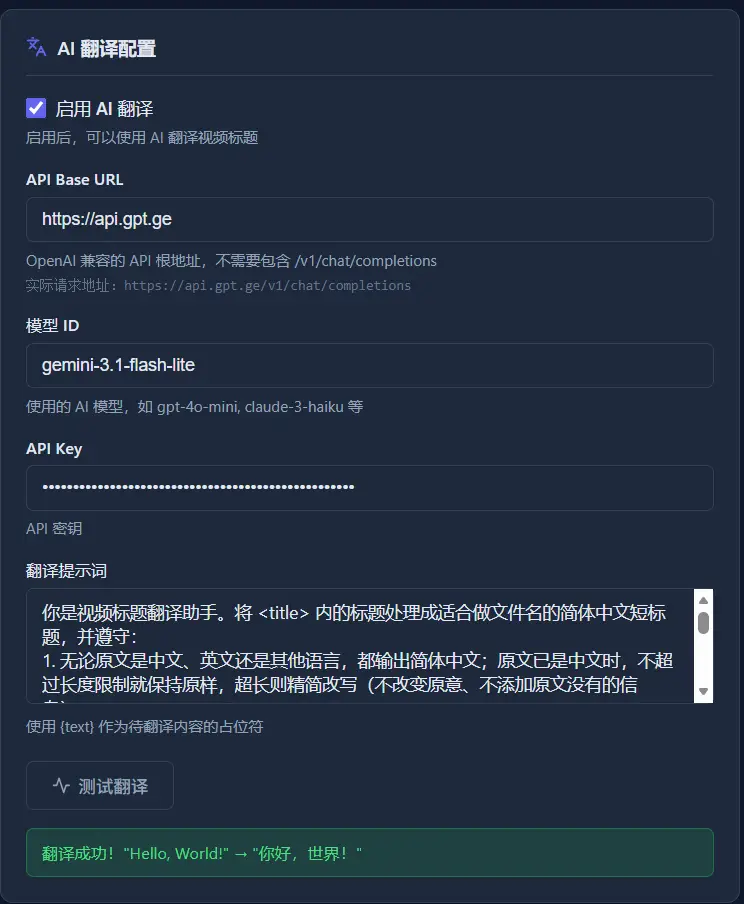 AI 翻译配置
启用 AI 翻译
启用后，可以使用 AI 翻译视频标题
API Base URL
https://api.gpt.ge
OpenAI 兼容的 API 根地址，不需要包含 /v1/chat/completions
实际请求地址：https://api.gpt.ge/v1/chat/completions
模型 ID
gemini-3.1-flash-lite
使用的 AI 模型，如 gpt-4o-mini, claude-3-haiku 等
API Key
••••••••••••••••••••••••••••••••••••••••••••••••••••
API 密钥
翻译提示词
你是视频标题翻译助手。将 <title> 内的标题处理成适合做文件名的简体中文短标
题，并遵守：
1. 无论原文是中文、英文还是其他语言，都输出简体中文；原文已是中文时，不超
过长度限制就保持原样，超长则精简改写（不改变原意、不添加原文没有的信
使用 {text} 作为待翻译内容的占位符
测试翻译
翻译成功！"Hello, World!" → "你好，世界！"